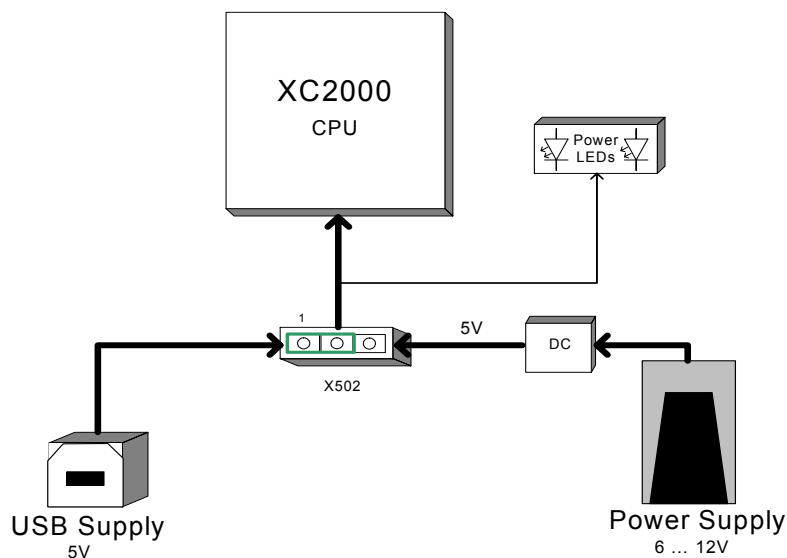 XC2000
CPU
Power
LEDs
1
5V
DC
X502
USB Supply
5V
Power Supply
6 ... 12V